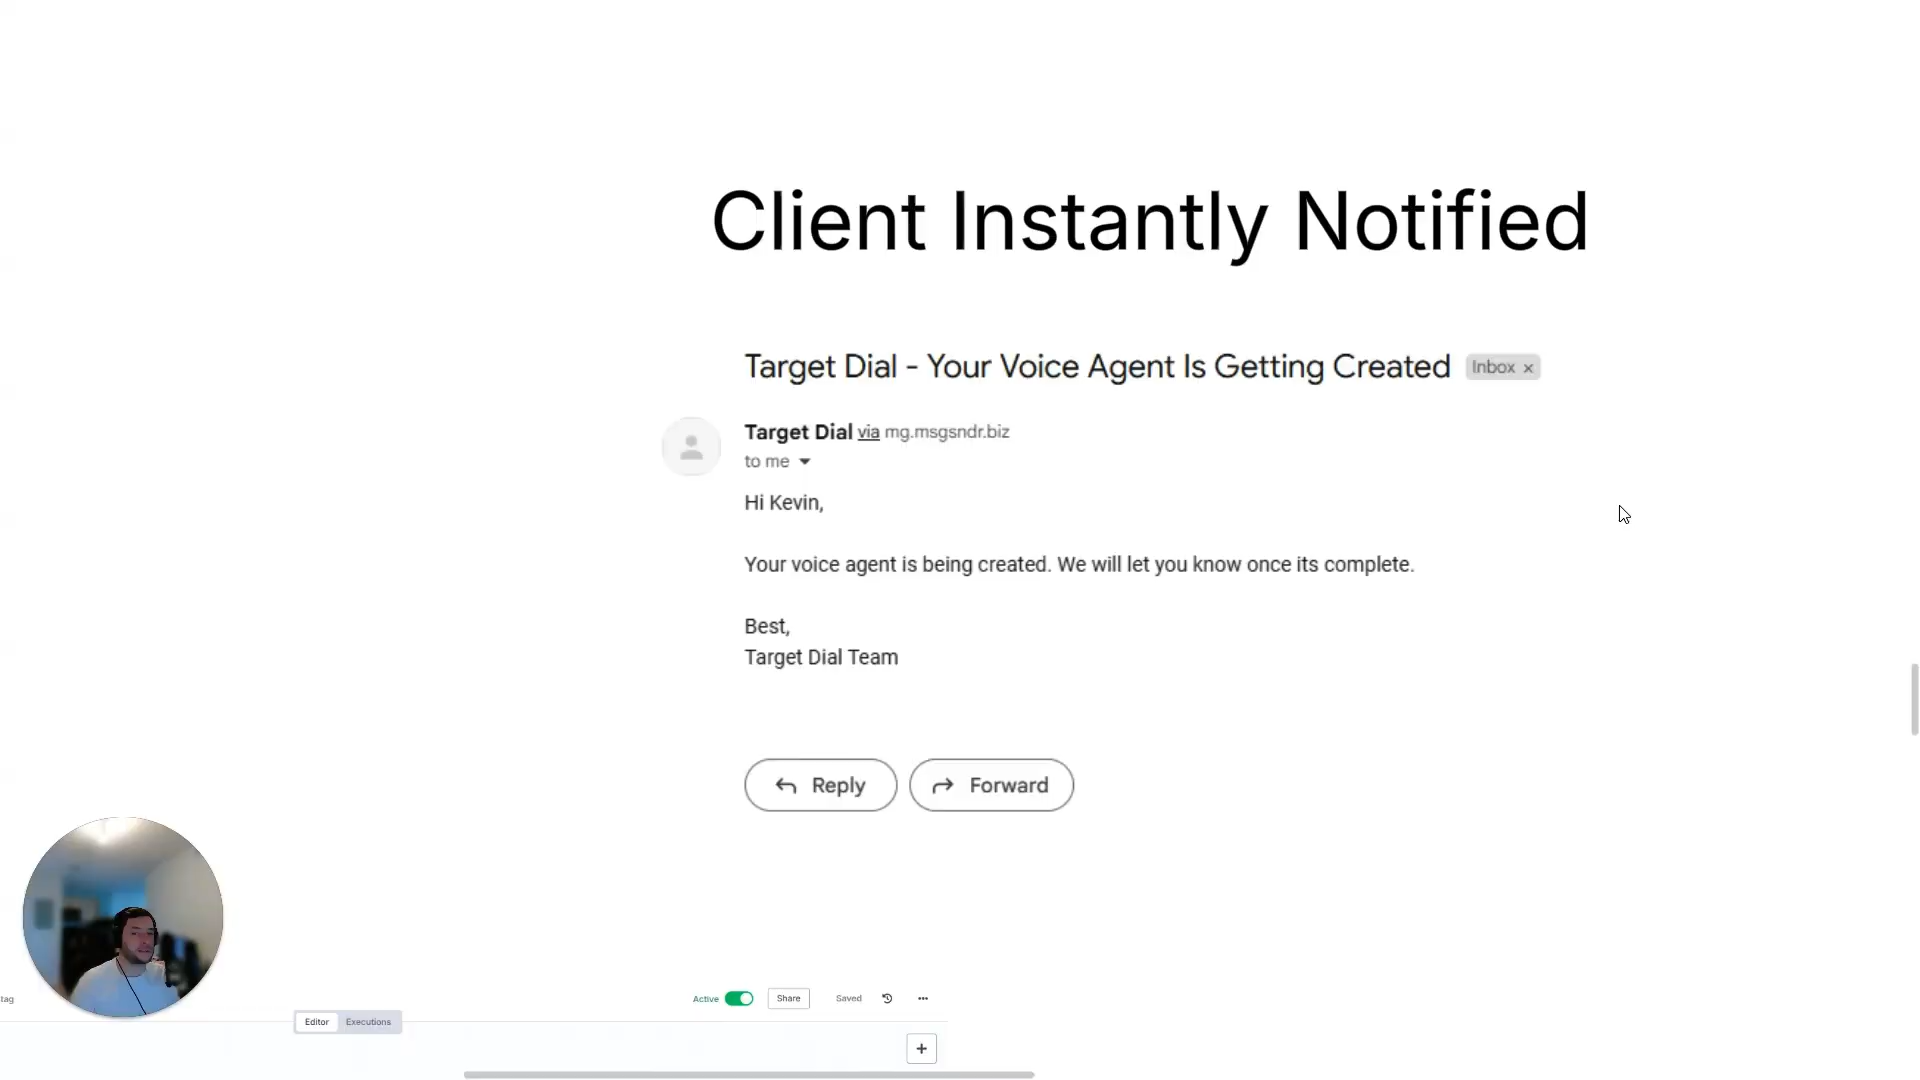 Client Instantly Notified
Target Dial - Your Voice Agent Is Getting Created Inbox ×
Target Dial via mg.msgsndr.biz
to me
Hi Kevin,
Your voice agent is being created. We will let you know once its complete.
Best,
Target Dial Team
Reply Forward
tag Active Share Saved
Editor Executions